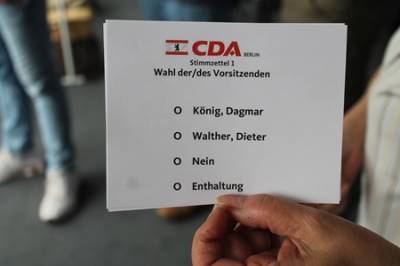 CDA BERLIN
Stimmzettel 1
Wahl der/des Vorsitzenden
O König, Dagmar
O Walther, Dieter
O Nein
O Enthaltung